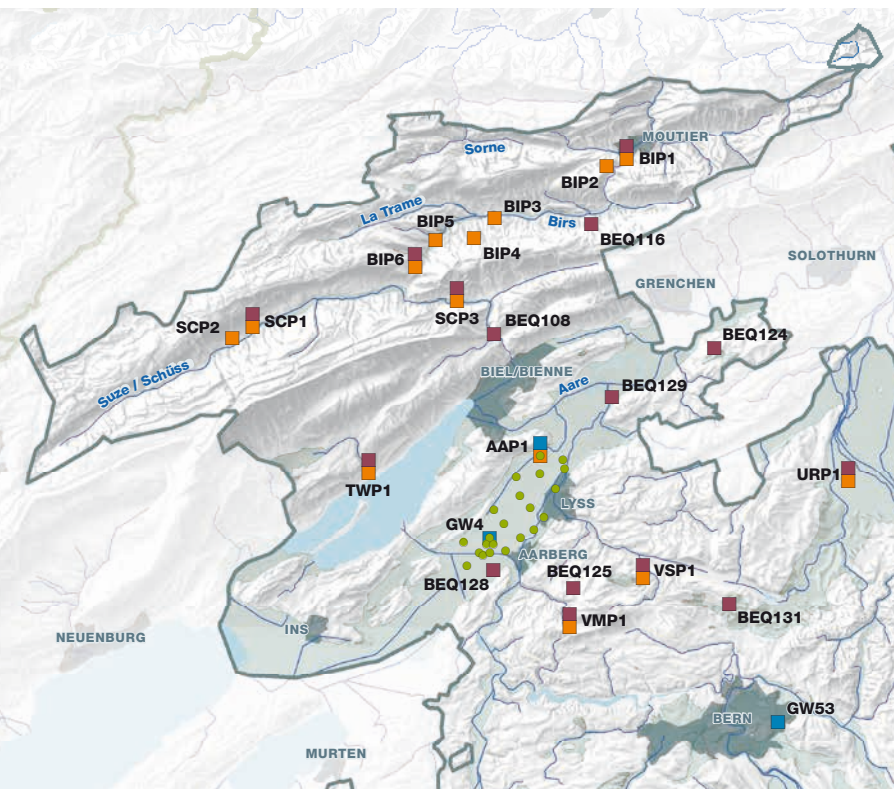 MOUTIER
Sorne
BIP1
BIP2
La Trame
BIP3
BIP5
Birs
BEQ116
BIP4
BIP6
SOLOTHURN
GRENCHEN
SCP2
SCP1
SCP3
BEQ108
BEQ124
Suze / Schüss
BIEL/BIENNE
Aare
BEQ129
AAP1
URP1
TWP1
LYSS
GW4
AARBERG
BEQ128
BEQ125
VSP1
BEQ131
VMP1
INS
NEUENBURG
GW53
BERN
MURTEN